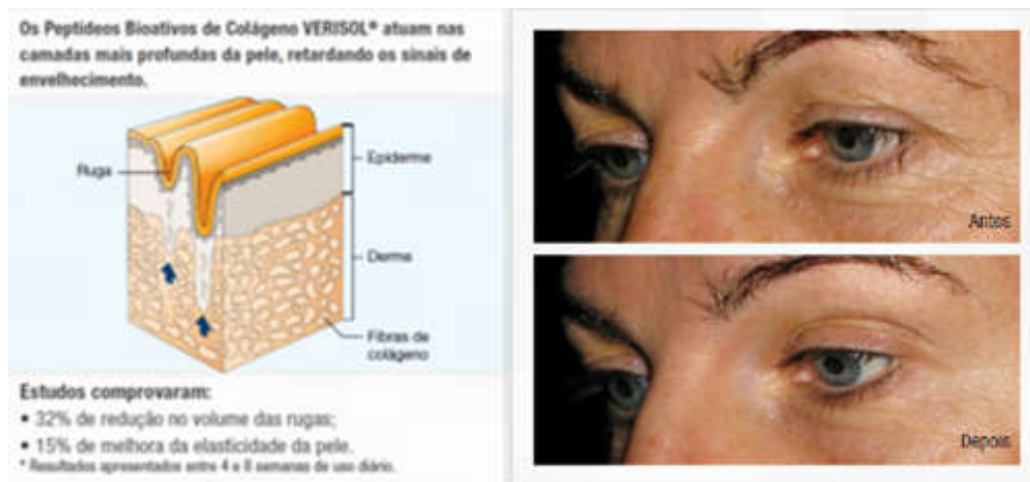 Os Peptídeos Bioativos de Colágeno VERISOL® atuam nas
camadas mais profundas da pele, retardando os sinais de
envelhecimento.
Ruga
Epiderme
Derme
Fibras de
colágeno
Estudos comprovaram:
• 32% de redução no volume das rugas;
• 15% de melhora da elasticidade da pele.
* Resultados apresentados entre 4 e 8 semanas de uso diário.
Antes
Depois